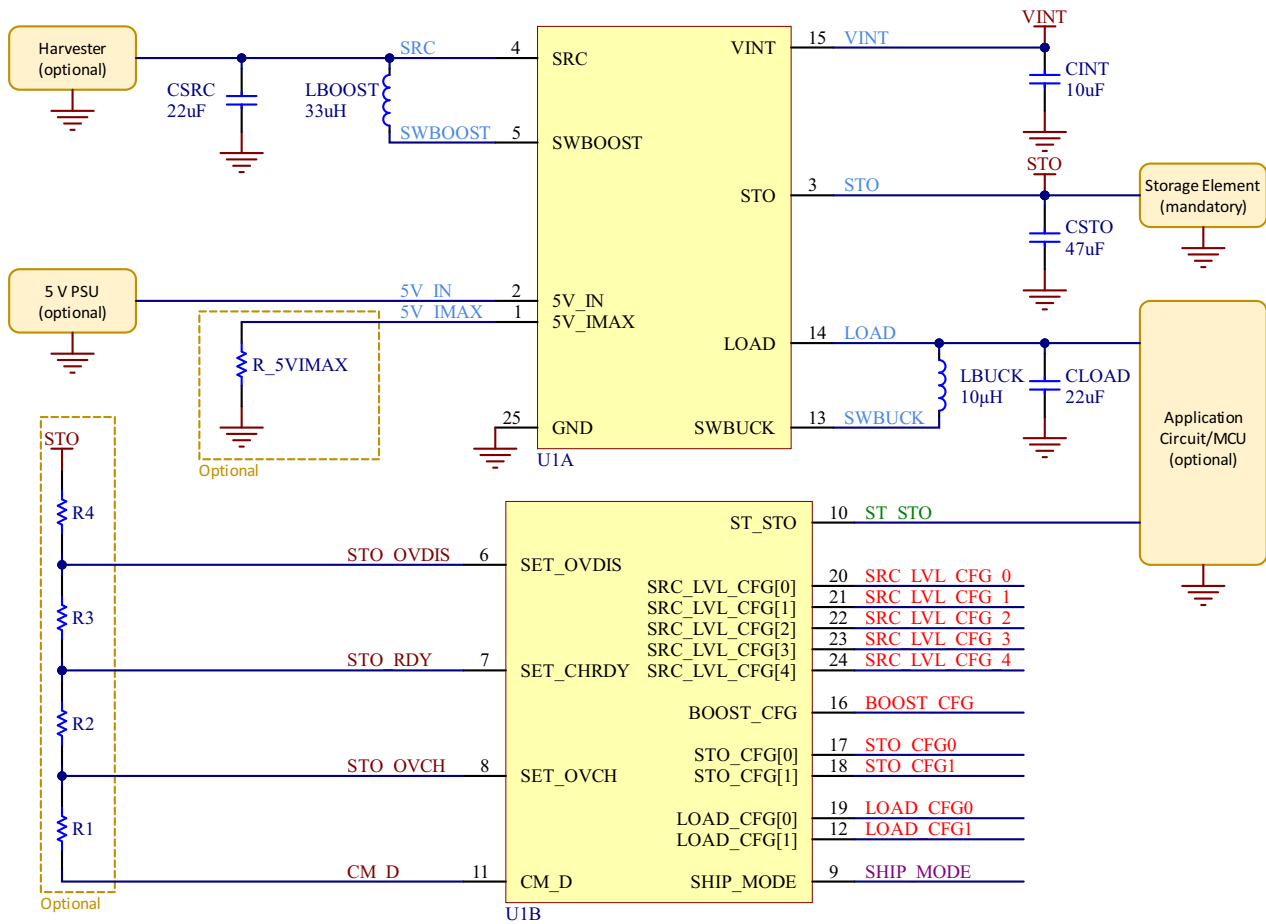 VINT
Harvester
(optional)
SRC
4
SRC
VINT
15
VINT
CSRC
22uF
LBOOST
33uH
CINT
10uF
SWBOOST
5
SWBOOST
STO
STO
3
STO
Storage Element
(mandatory)
CSTO
47uF
5 V PSU
(optional)
5V_IN
2
5V_IN
5V_IMAX
1
5V_IMAX
R_5VIMAX
Optional
LOAD
14
LOAD
LBUCK
10µH
CLOAD
22uF
25
GND
SWBUCK
13
SWBUCK
U1A
Application
Circuit/MCU
(optional)
STO
R4
R3
R2
R1
Optional
STO_OVDIS
6
SET_OVDIS
STO_RDY
7
SET_CHRDY
STO_OVCH
8
SET_OVCH
CM_D
11
CM_D
ST_STO
10
ST_STO
SRC_LVL_CFG[0]
20
SRC_LVL_CFG_0
SRC_LVL_CFG[1]
21
SRC_LVL_CFG_1
SRC_LVL_CFG[2]
22
SRC_LVL_CFG_2
SRC_LVL_CFG[3]
23
SRC_LVL_CFG_3
SRC_LVL_CFG[4]
24
SRC_LVL_CFG_4
BOOST_CFG
16
BOOST_CFG
STO_CFG[0]
17
STO_CFG0
STO_CFG[1]
18
STO_CFG1
LOAD_CFG[0]
19
LOAD_CFG0
LOAD_CFG[1]
12
LOAD_CFG1
SHIP_MODE
9
SHIP_MODE
U1B